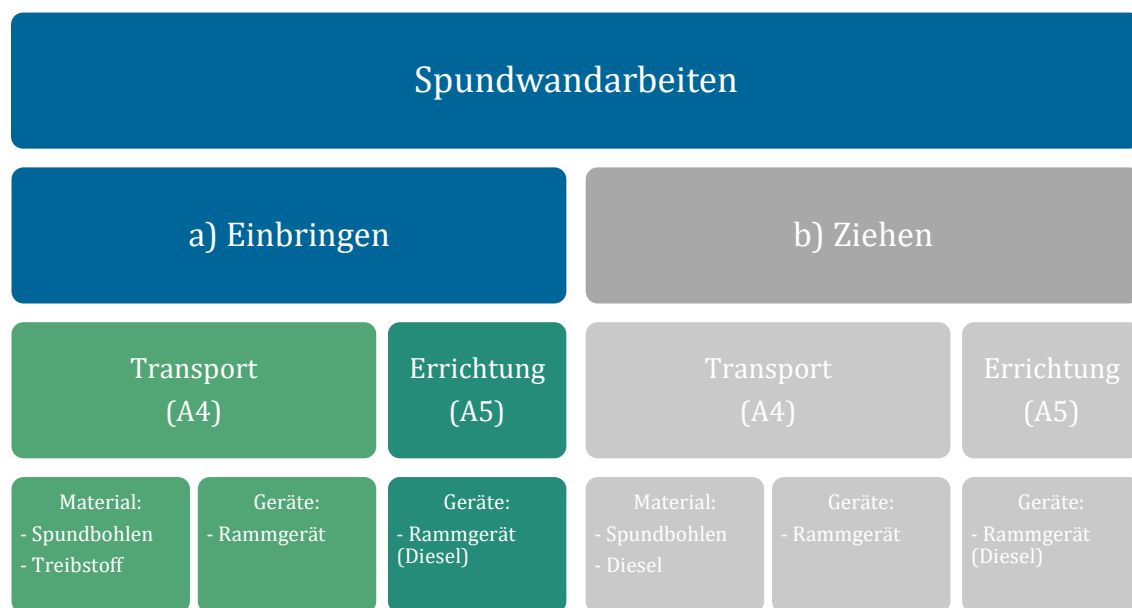 Spundwandarbeiten
a) Einbringen
b) Ziehen
Transport
(A4)
Errichtung
(A5)
Transport
(A4)
Errichtung
(A5)
Material:
- Spundbohlen
- Treibstoff
Geräte:
- Rammgerät
Geräte:
- Rammgerät
(Diesel)
Material:
- Spundbohlen
- Diesel
Geräte:
- Rammgerät
Geräte:
- Rammgerät
(Diesel)